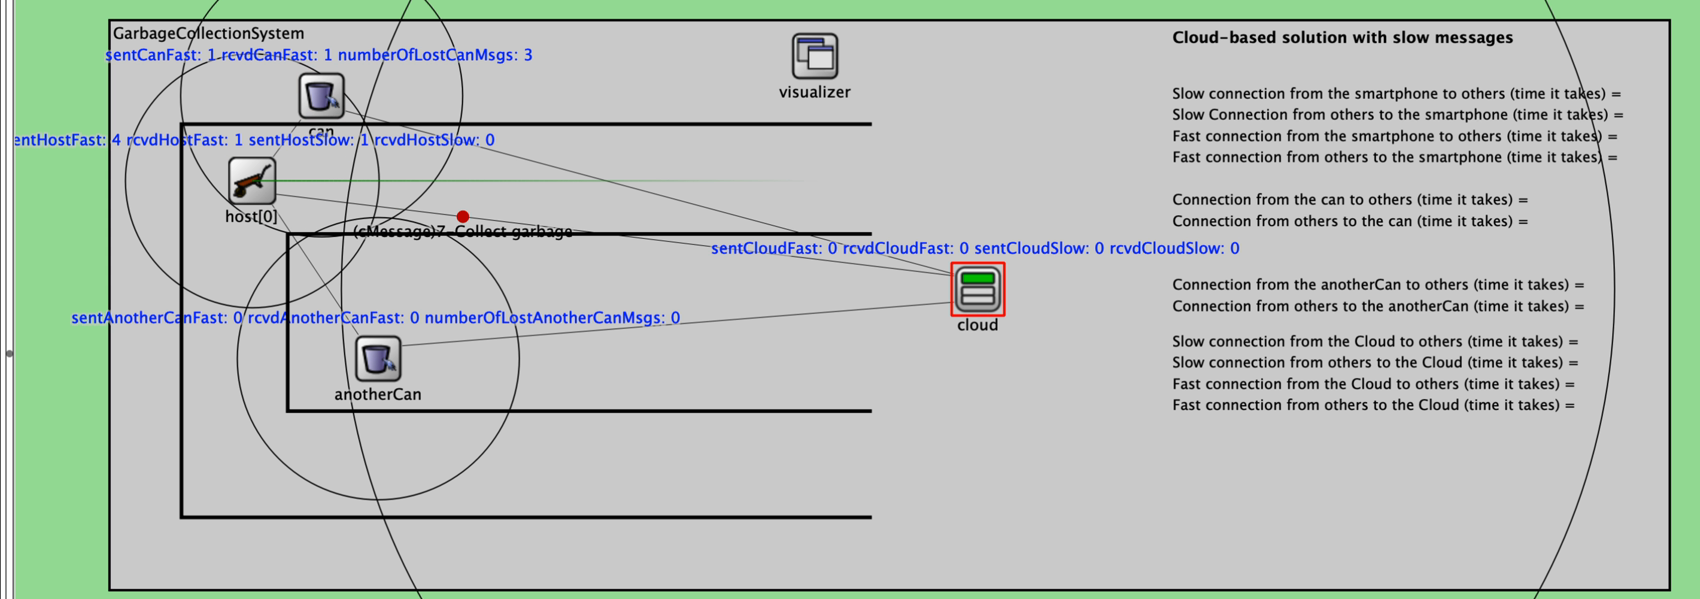 GarbageCollectionSystem
sentCanFast: 1 rcvdCanFast: 1 numberOfLostCanMsgs: 3
can
entHostFast: 4 rcvdHostFast: 1 sentHostSlow: 1 rcvdHostSlow: 0
host[0]
(cMessage)7-Collect garbage
visualizer
sentCloudFast: 0 rcvdCloudFast: 0 sentCloudSlow: 0 rcvdCloudSlow: 0
cloud
sentAnotherCanFast: 0 rcvdAnotherCanFast: 0 numberOfLostAnotherCanMsgs: 0
anotherCan
Cloud-based solution with slow messages
Slow connection from the smartphone to others (time it takes) =
Slow Connection from others to the smartphone (time it takes) =
Fast connection from the smartphone to others (time it takes) =
Fast connection from others to the smartphone (time it takes) =
Connection from the can to others (time it takes) =
Connection from others to the can (time it takes) =
Connection from the anotherCan to others (time it takes) =
Connection from others to the anotherCan (time it takes) =
Slow connection from the Cloud to others (time it takes) =
Slow connection from others to the Cloud (time it takes) =
Fast connection from the Cloud to others (time it takes) =
Fast connection from others to the Cloud (time it takes) =